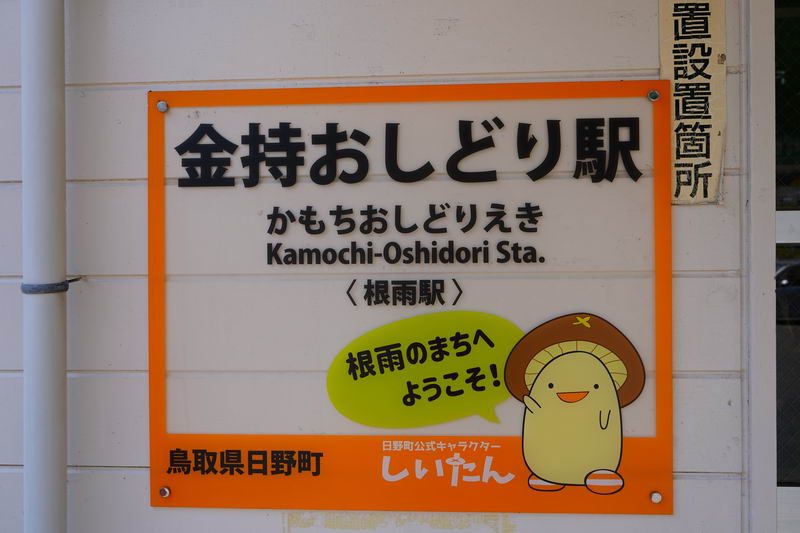 置設置箇所
金持おしどり駅
かもちおしどりえき
Kamochi-Oshidori Sta.
〈根雨駅〉
根雨のまちへ
ようこそ!
鳥取県日野町
日野町公式キャラクター
しいたん